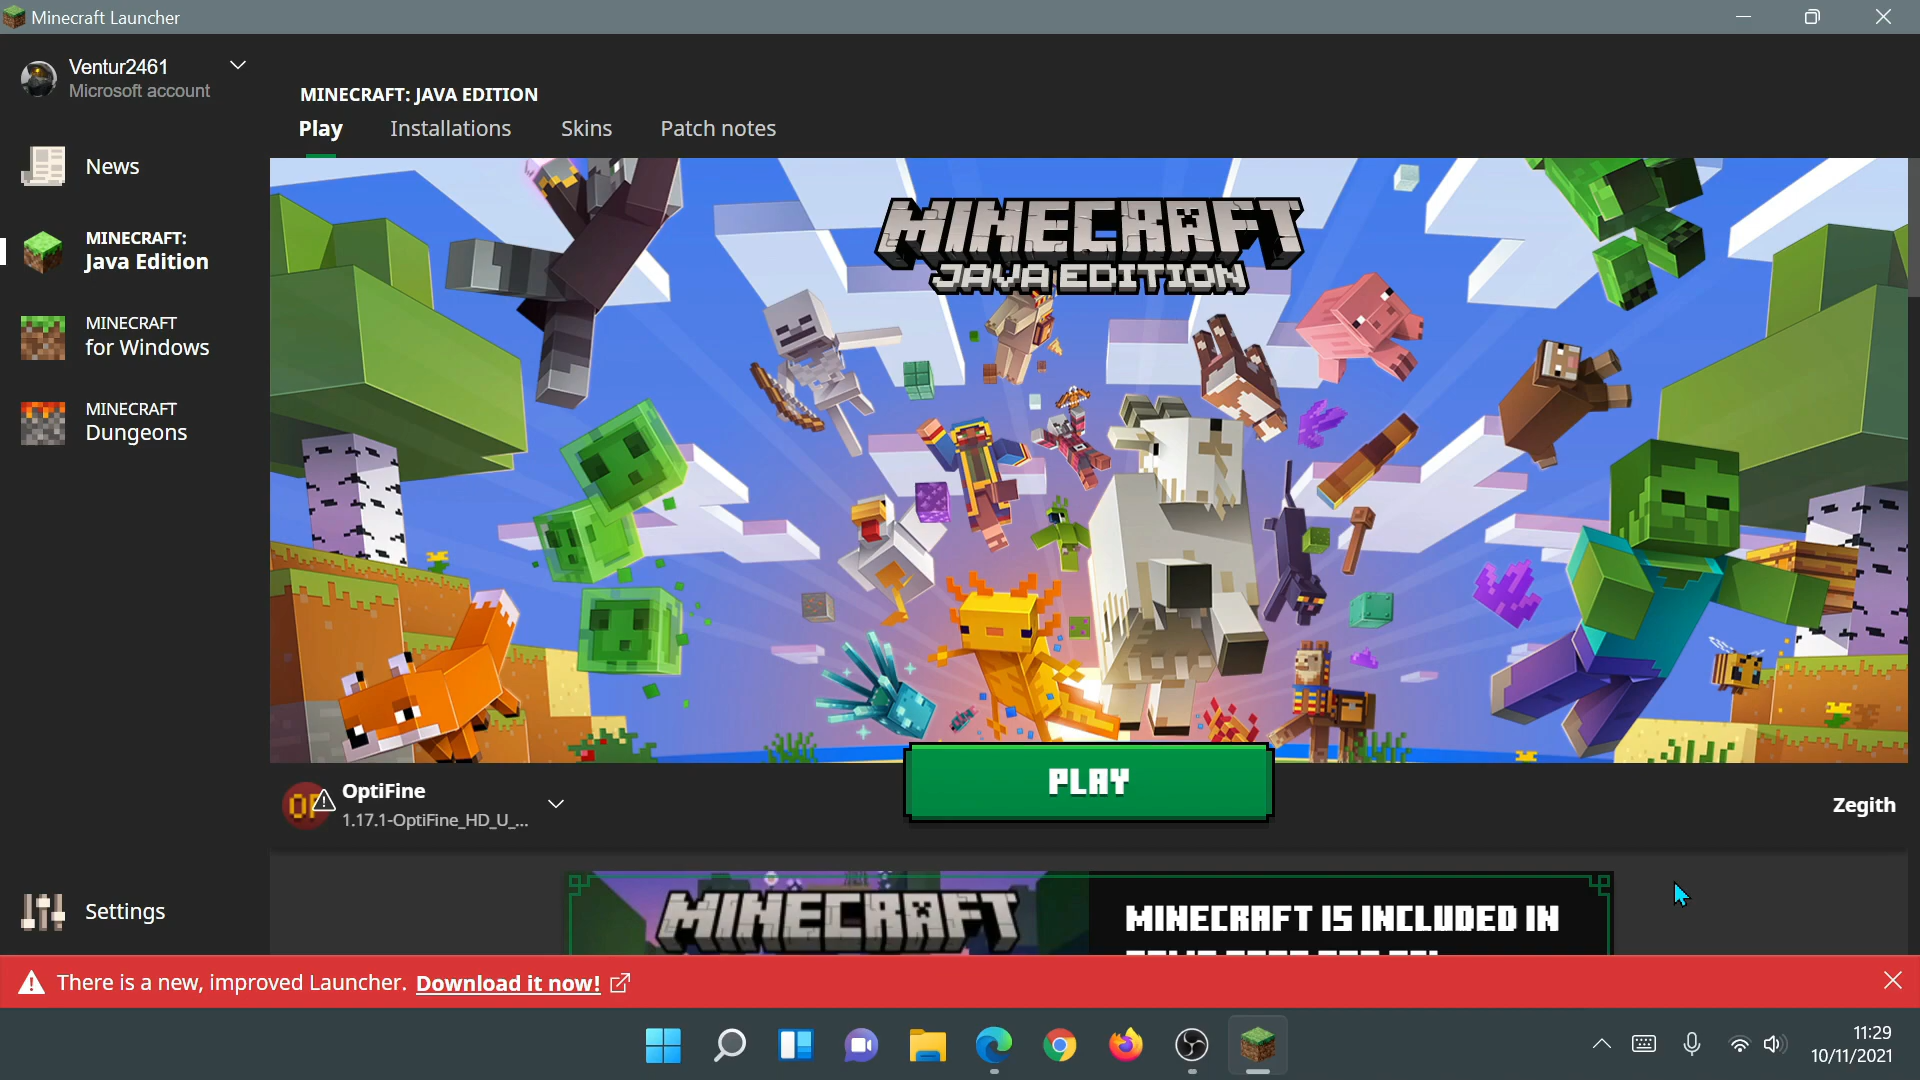 Minecraft Launcher
Ventur2461
Microsoft account
MINECRAFT: JAVA EDITION
Play Installations Skins Patch notes
News
MINECRAFT:
Java Edition
MINECRAFT
for Windows
MINECRAFT
Dungeons
Settings
MINECRAFT
JAVA EDITION
PLAY
OptiFine
1.17.1-OptiFine_HD_U_...
Zegith
MINECRAFT
MINECRAFT IS INCLUDED IN
There is a new, improved Launcher. Download it now!
11:29
10/11/2021